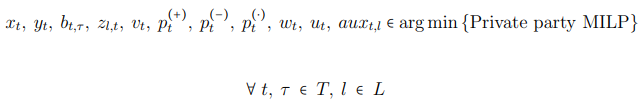 x_t, y_t, b_{t,τ}, z_{l,t}, v_t, p_t^{(+)}, p_t^{(-)}, p_t^{(·)}, w_t, u_t, aux_{t,l} ϵ arg min {Private party MILP}
∀ t, τ ϵ T, l ϵ L